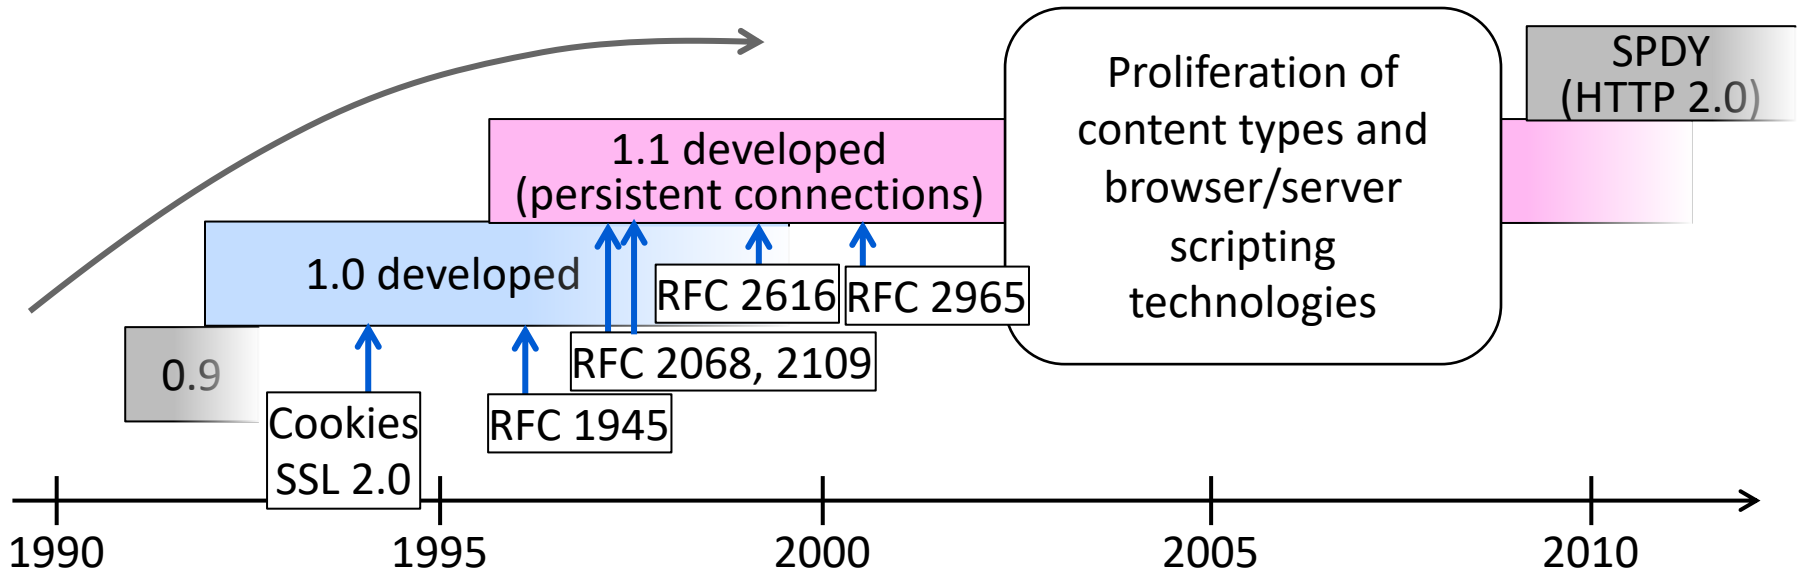 Proliferation of
content types and
browser/server
scripting
technologies
SPDY
(HTTP 2.0)
1.1 developed
(persistent connections)
1.0 developed
RFC 2616
RFC 2965
0.9
RFC 2068, 2109
Cookies
SSL 2.0
RFC 1945
1990
1995
2000
2005
2010